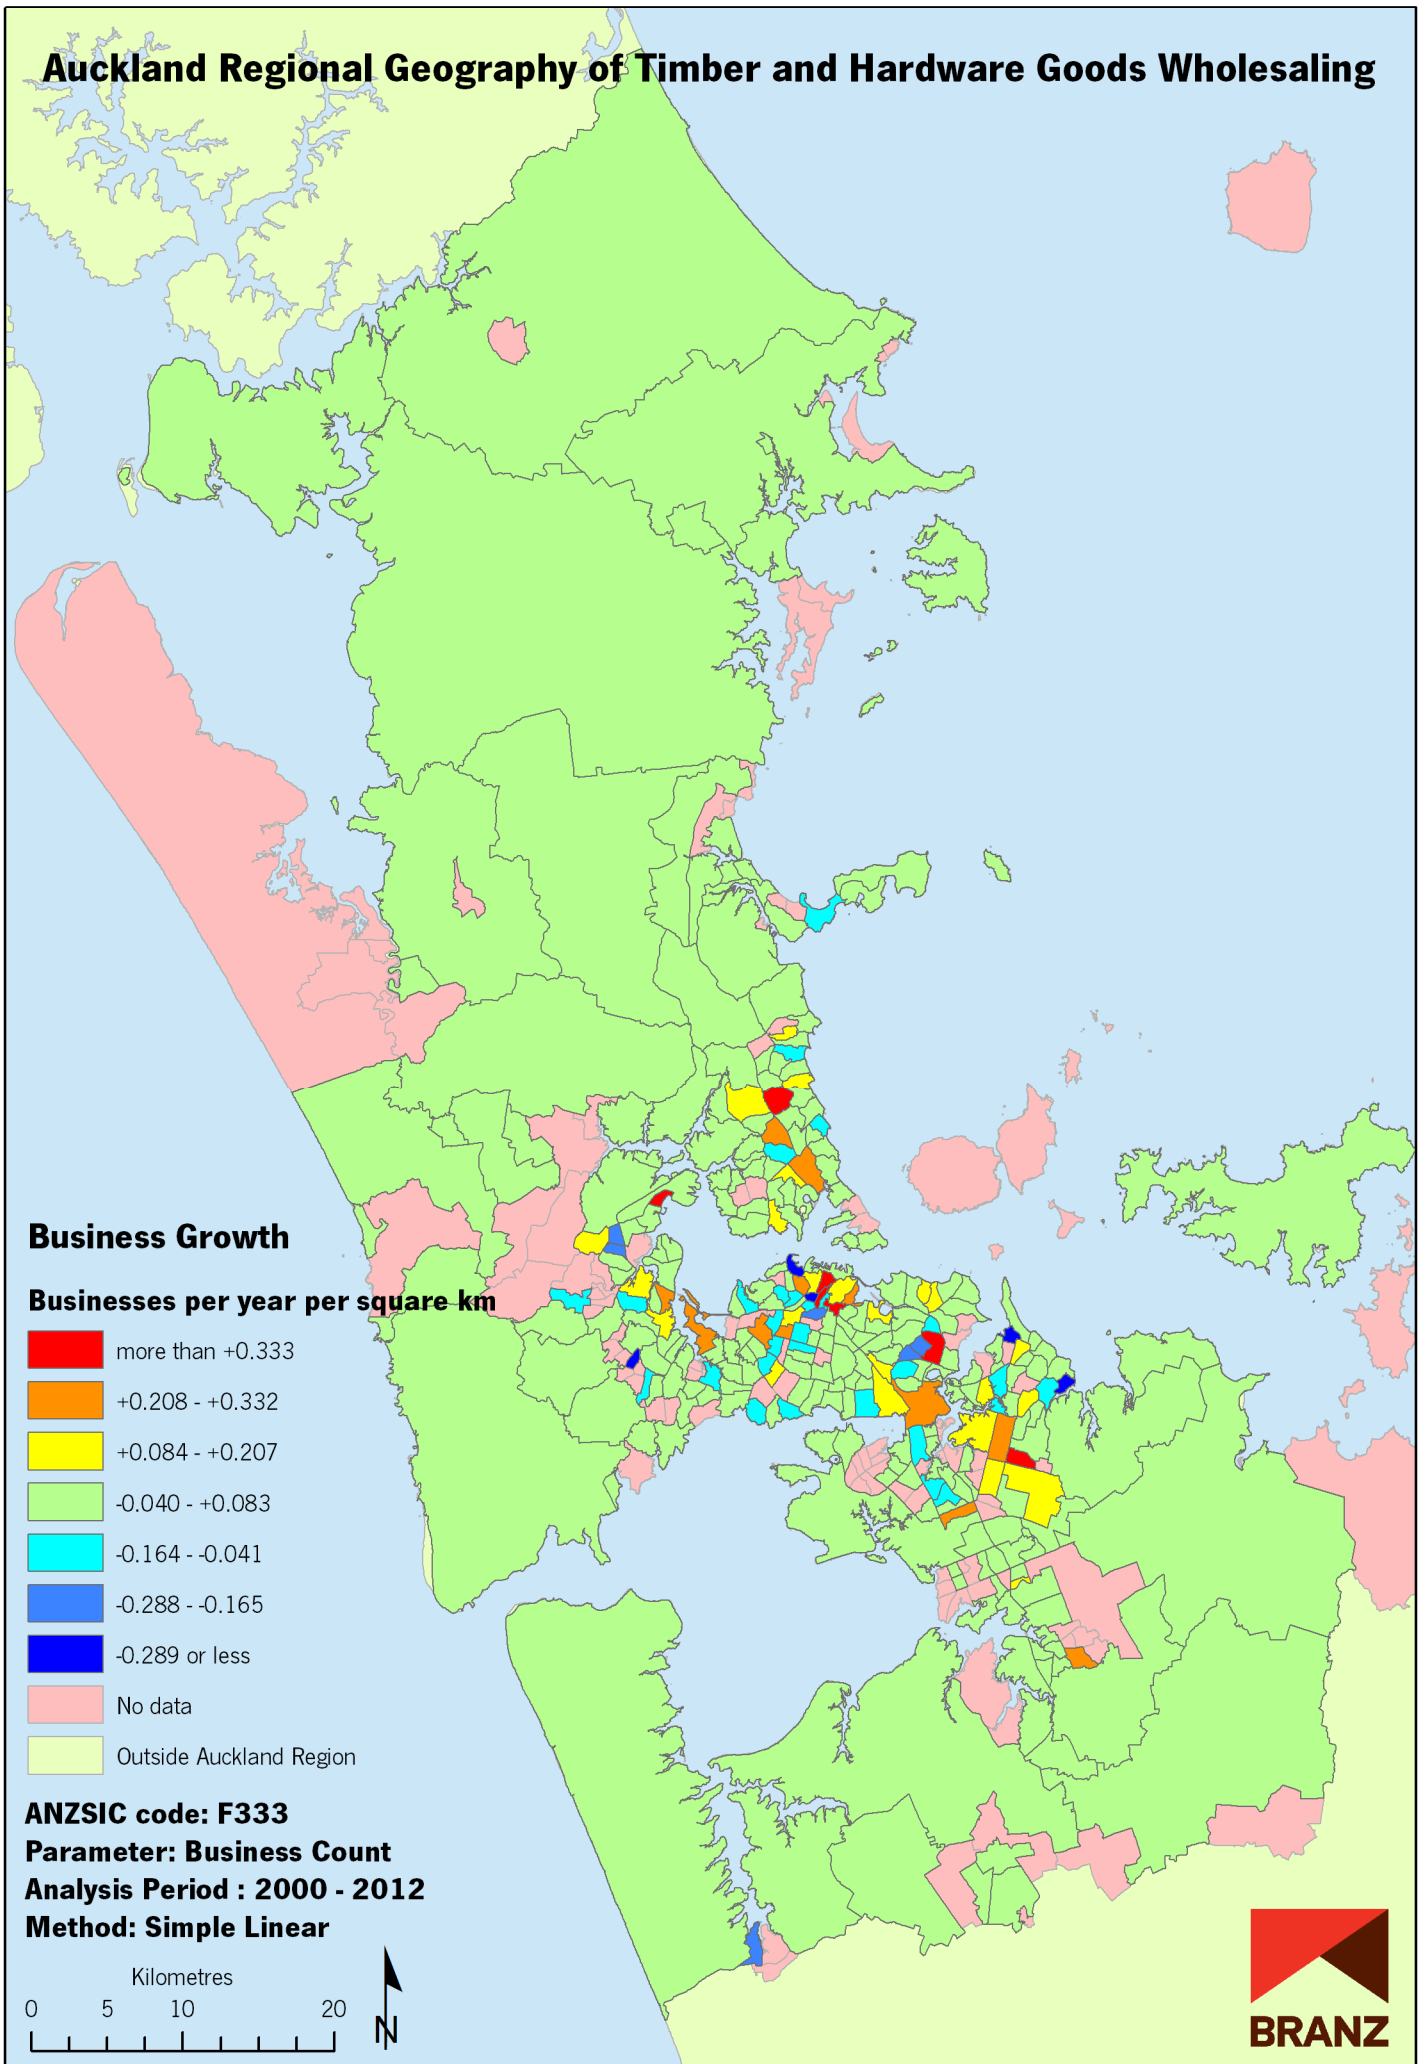 Auckland Regional Geography of Timber and Hardware Goods Wholesaling
Business Growth
Businesses per year per square km
more than +0.333
+0.208 - +0.332
+0.084 - +0.207
-0.040 - +0.083
-0.164 - -0.041
-0.288 - -0.165
-0.289 or less
No data
Outside Auckland Region
ANZSIC code: F333
Parameter: Business Count
Analysis Period : 2000 - 2012
Method: Simple Linear
Kilometres
0 5 10 20
N
BRANZ